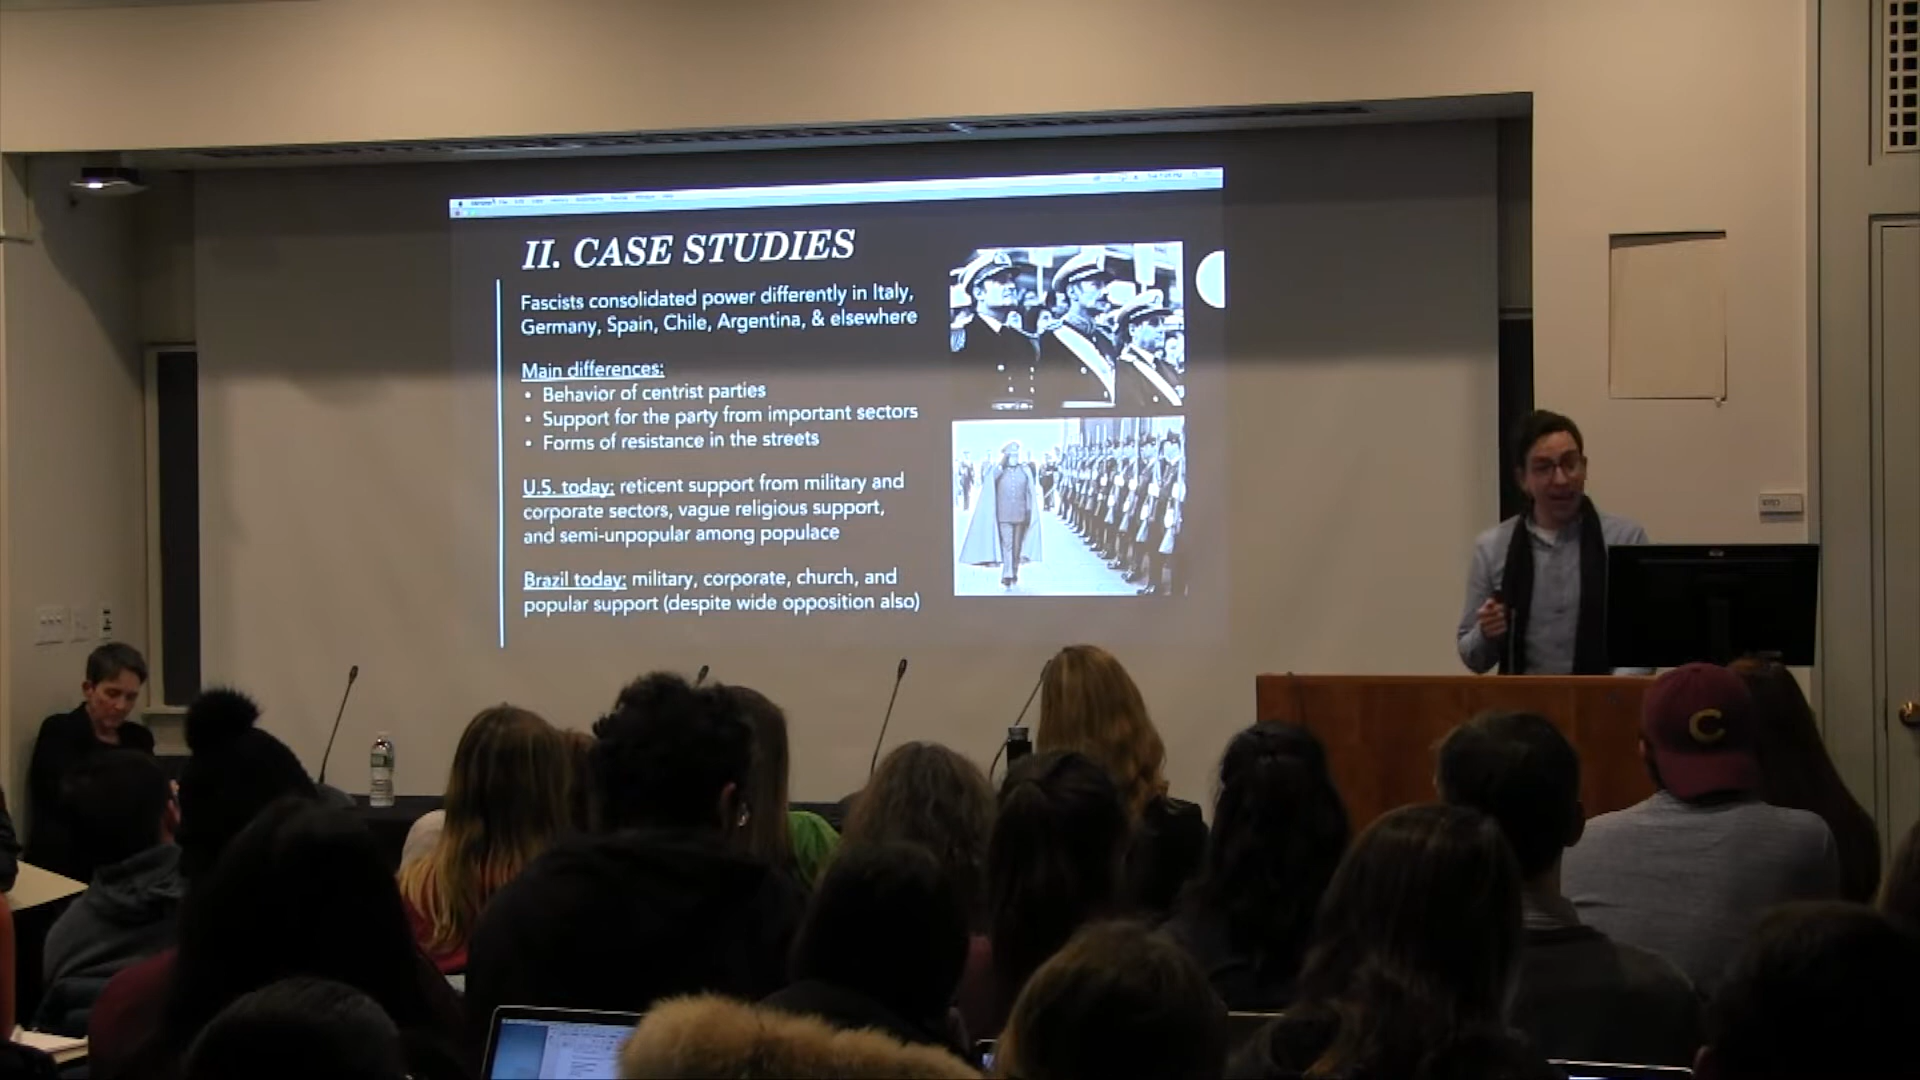 II. CASE STUDIES
Fascists consolidated power differently in Italy,
Germany, Spain, Chile, Argentina, & elsewhere
Main differences:
• Behavior of centrist parties
• Support for the party from important sectors
• Forms of resistance in the streets
U.S. today: reticent support from military and
corporate sectors, vague religious support,
and semi-unpopular among populace
Brazil today: military, corporate, church, and
popular support (despite wide opposition also)
C